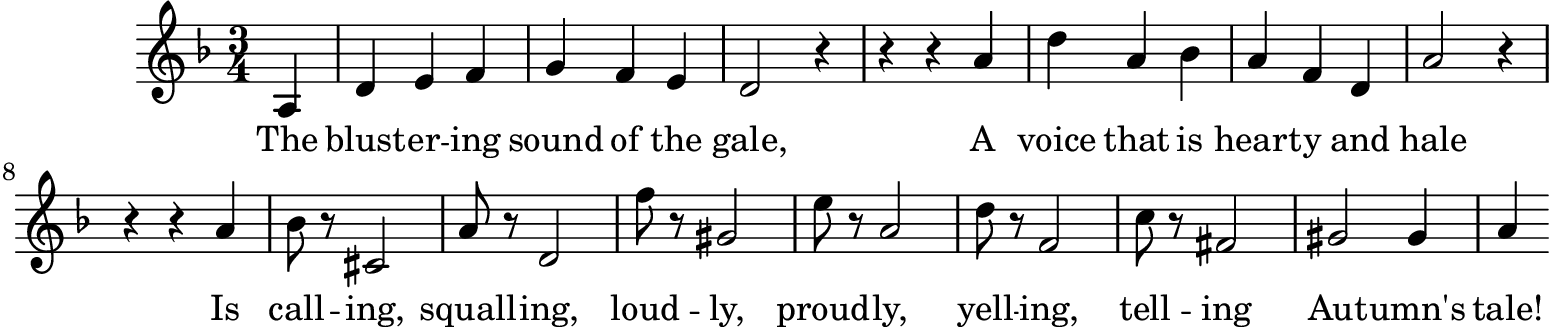 3
4
The bluster -- ing sound of the gale, A voice that is hearty and hale
8
Is call -- ing, squalling, loud - ly, proudly, yell - ing, tell - ing Autumn's tale!